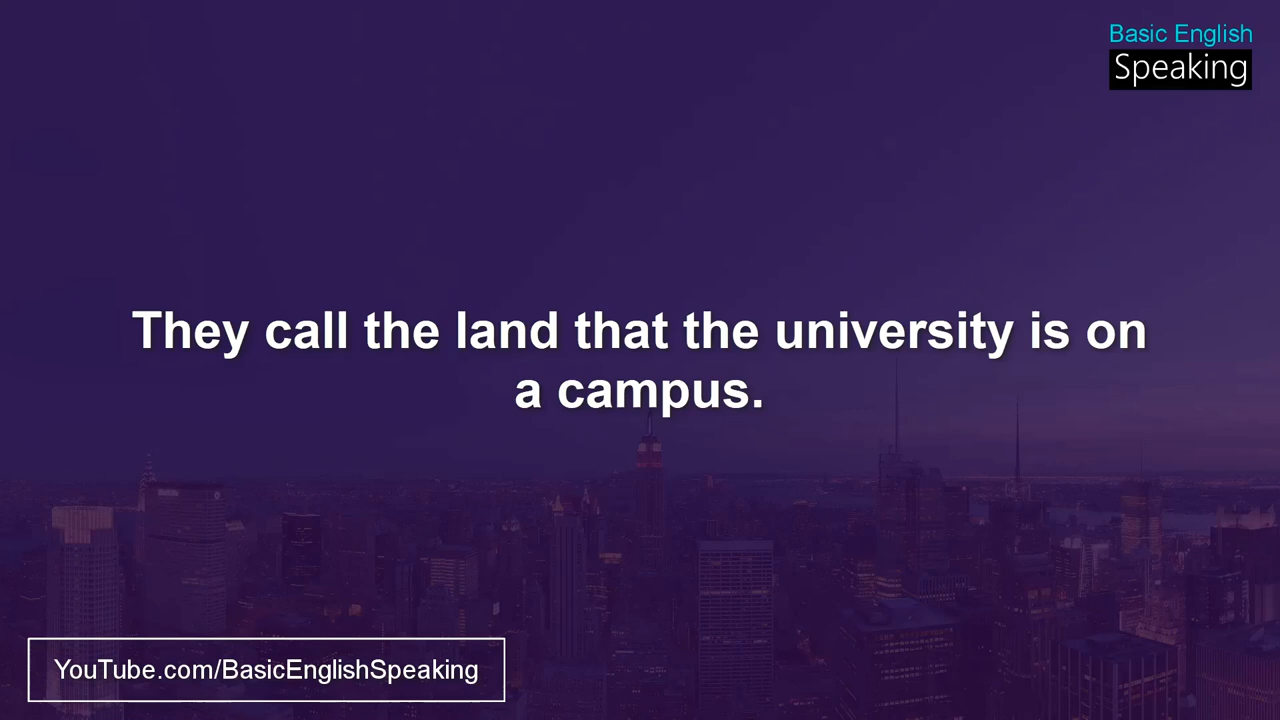 Basic English
Speaking
They call the land that the university is on
a campus.
YouTube.com/BasicEnglishSpeaking